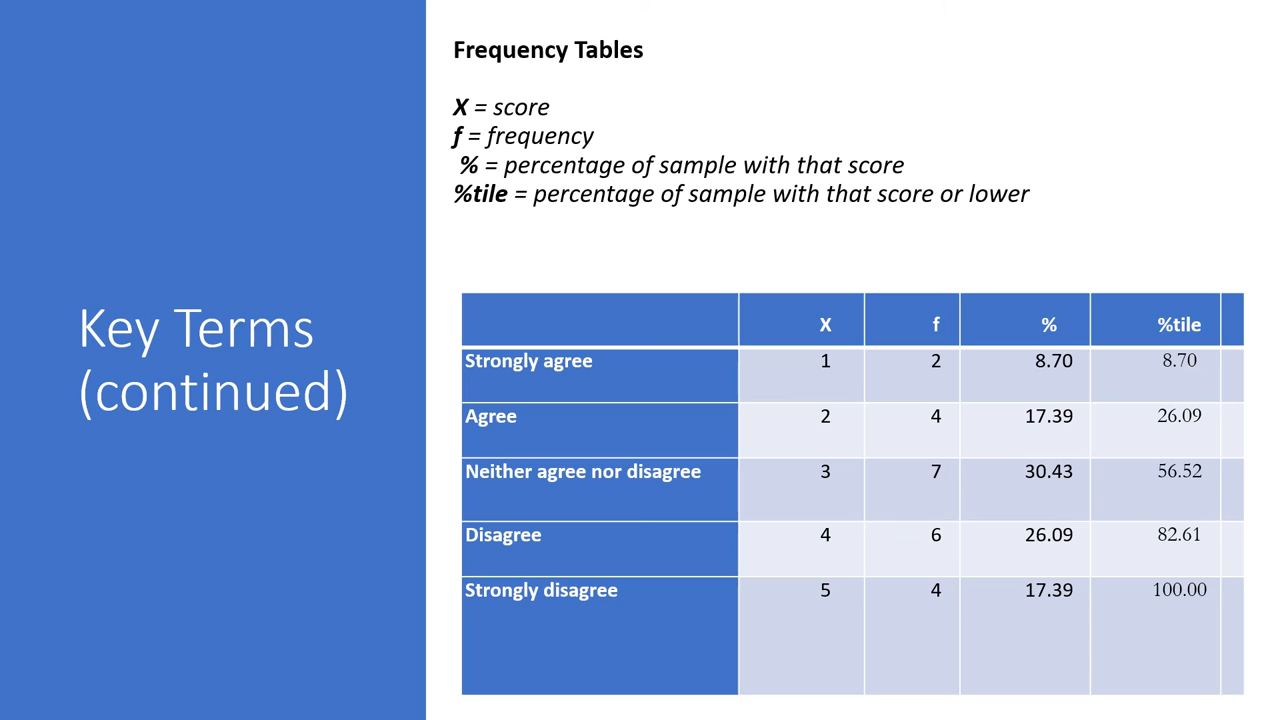 Key Terms
(continued)
Frequency Tables
X = score
f = frequency
% = percentage of sample with that score
%tile = percentage of sample with that score or lower
X f % %tile
Strongly agree 1 2 8.70 8.70
Agree 2 4 17.39 26.09
Neither agree nor disagree 3 7 30.43 56.52
Disagree 4 6 26.09 82.61
Strongly disagree 5 4 17.39 100.00